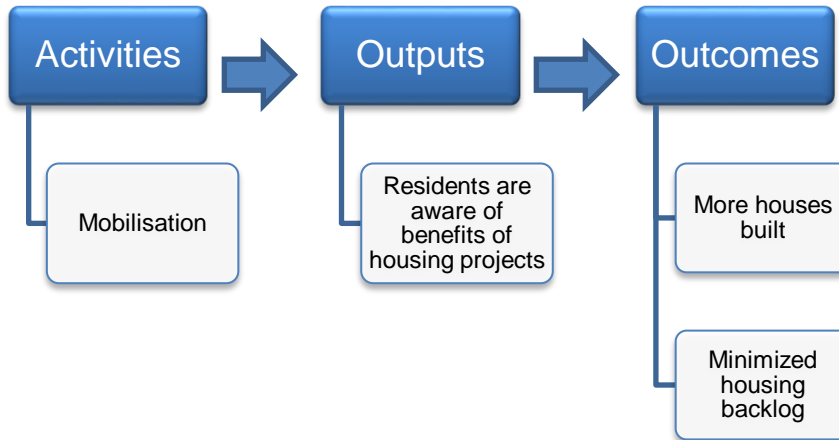 Activities
Outputs
Outcomes
Mobilisation
Residents are
aware of
benefits of
housing projects
More houses
built
Minimized
housing
backlog